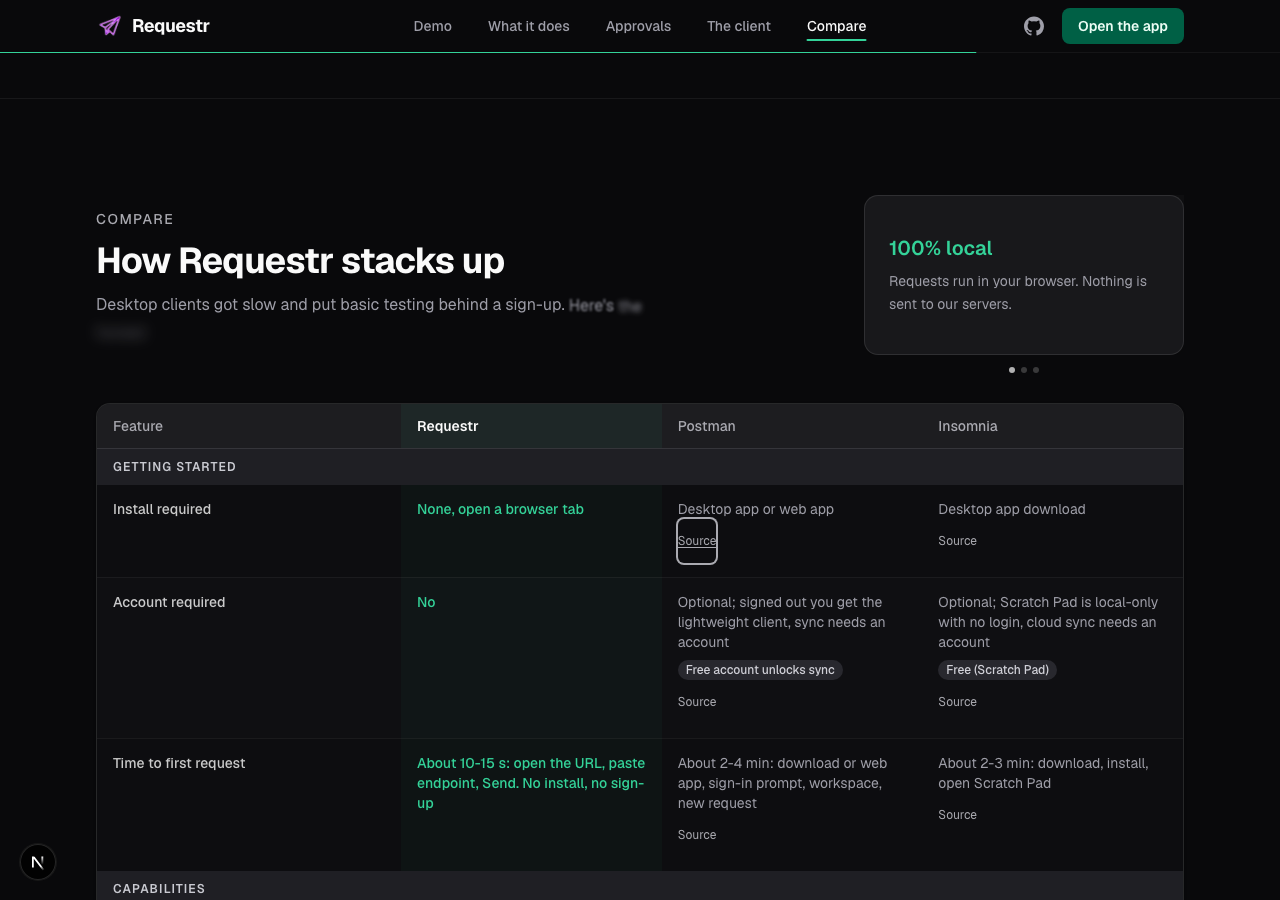 Requestr
Demo
What it does
Approvals
The client
Compare
Open the app
COMPARE
How Requestr stacks up
Desktop clients got slow and put basic testing behind a sign-up. Here's the
100% local
Requests run in your browser. Nothing is
sent to our servers.
Feature
Requestr
Postman
Insomnia
GETTING STARTED
Install required
None, open a browser tab
Desktop app or web app
Source
Desktop app download
Source
Account required
No
Optional; signed out you get the
lightweight client, sync needs an
account
Free account unlocks sync
Source
Optional; Scratch Pad is local-only
with no login, cloud sync needs an
account
Free (Scratch Pad)
Source
Time to first request
About 10-15 s: open the URL, paste
endpoint, Send. No install, no sign-
up
About 2-4 min: download or web
app, sign-in prompt, workspace,
new request
Source
About 2-3 min: download, install,
open Scratch Pad
Source
N
CAPABILITIES